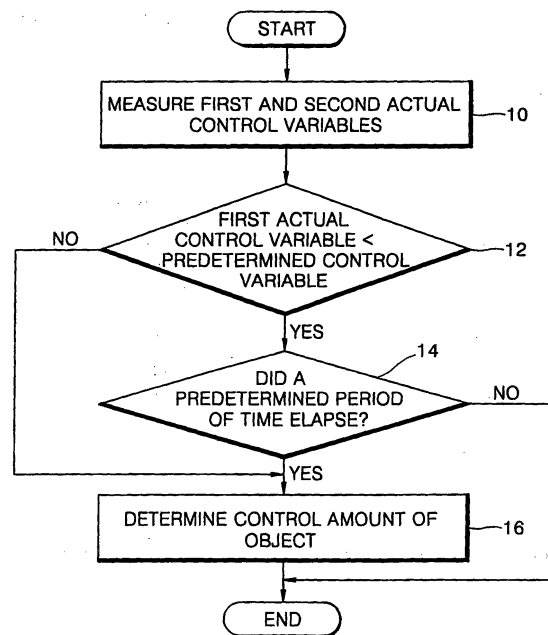 START
MEASURE FIRST AND SECOND ACTUAL
CONTROL VARIABLES
10
FIRST ACTUAL
CONTROL VARIABLE <
PREDETERMINED CONTROL
VARIABLE
NO
12
YES
14
DID A
PREDETERMINED PERIOD
OF TIME ELAPSE?
NO
YES
DETERMINE CONTROL AMOUNT OF
OBJECT
16
END